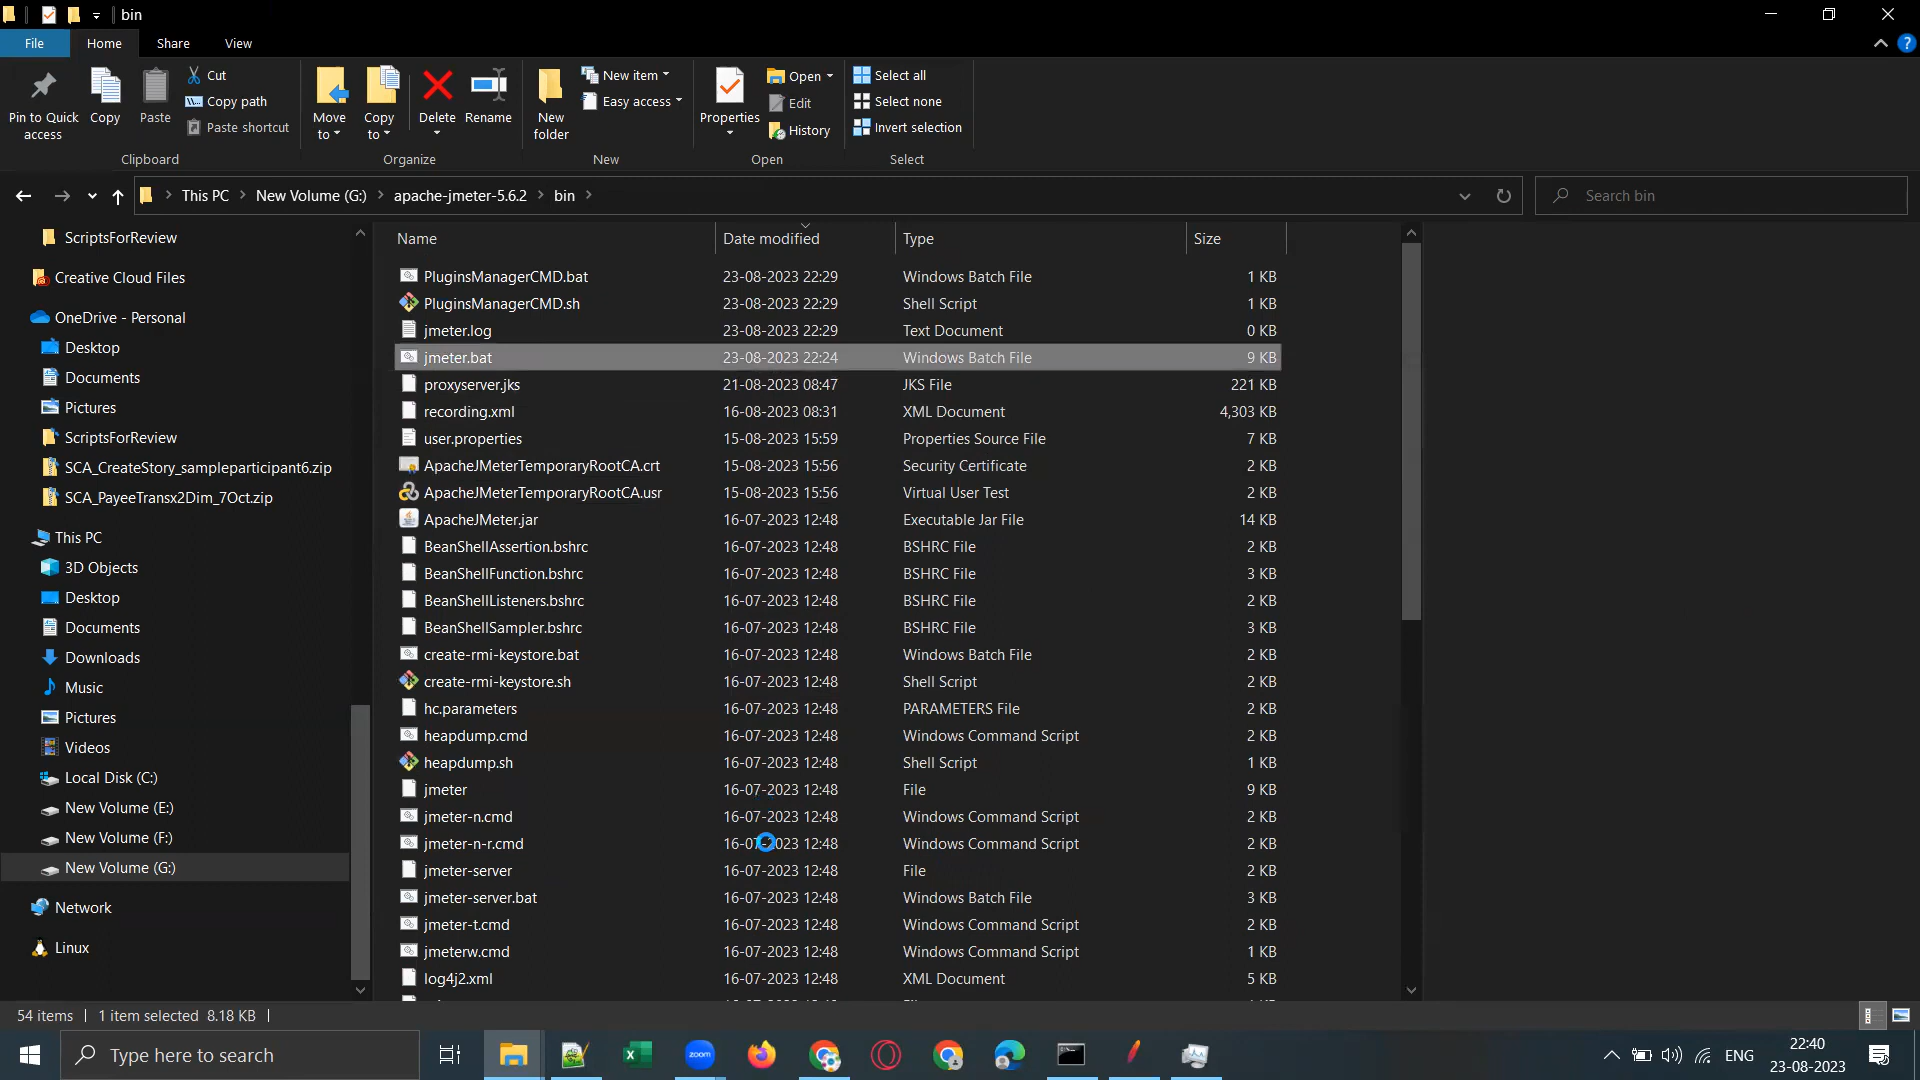 bin
File
Home
Share
View
Pin to Quick access
Copy
Paste
Cut
Copy path
Paste shortcut
Clipboard
Move to
Copy to
Delete
Rename
Organize
New folder
New item
Easy access
New
Properties
Open
Edit
History
Open
Select all
Select none
Invert selection
Select
This PC > New Volume (G:) > apache-jmeter-5.6.2 > bin >
Search bin
ScriptsForReview
Creative Cloud Files
OneDrive - Personal
Desktop
Documents
Pictures
ScriptsForReview
SCA_CreateStory_sampleparticipant6.zip
SCA_PayeeTransx2Dim_7Oct.zip
This PC
3D Objects
Desktop
Documents
Downloads
Music
Pictures
Videos
Local Disk (C:)
New Volume (E:)
New Volume (F:)
New Volume (G:)
Network
Linux
Name Date modified Type Size
PluginsManagerCMD.bat 23-08-2023 22:29 Windows Batch File 1 KB
PluginsManagerCMD.sh 23-08-2023 22:29 Shell Script 1 KB
jmeter.log 23-08-2023 22:29 Text Document 0 KB
jmeter.bat 23-08-2023 22:24 Windows Batch File 9 KB
proxyserver.jks 21-08-2023 08:47 JKS File 221 KB
recording.xml 16-08-2023 08:31 XML Document 4,303 KB
user.properties 15-08-2023 15:59 Properties Source File 7 KB
ApacheJMeterTemporaryRootCA.crt 15-08-2023 15:56 Security Certificate 2 KB
ApacheJMeterTemporaryRootCA.usr 15-08-2023 15:56 Virtual User Test 2 KB
ApacheJMeter.jar 16-07-2023 12:48 Executable Jar File 14 KB
BeanShellAssertion.bshrc 16-07-2023 12:48 BSHRC File 2 KB
BeanShellFunction.bshrc 16-07-2023 12:48 BSHRC File 3 KB
BeanShellListeners.bshrc 16-07-2023 12:48 BSHRC File 2 KB
BeanShellSampler.bshrc 16-07-2023 12:48 BSHRC File 3 KB
create-rmi-keystore.bat 16-07-2023 12:48 Windows Batch File 2 KB
create-rmi-keystore.sh 16-07-2023 12:48 Shell Script 2 KB
hc.parameters 16-07-2023 12:48 PARAMETERS File 2 KB
heapdump.cmd 16-07-2023 12:48 Windows Command Script 2 KB
heapdump.sh 16-07-2023 12:48 Shell Script 1 KB
jmeter 16-07-2023 12:48 File 9 KB
jmeter-n.cmd 16-07-2023 12:48 Windows Command Script 2 KB
jmeter-n-r.cmd 16-07-2023 12:48 Windows Command Script 2 KB
jmeter-server 16-07-2023 12:48 File 2 KB
jmeter-server.bat 16-07-2023 12:48 Windows Batch File 3 KB
jmeter-t.cmd 16-07-2023 12:48 Windows Command Script 2 KB
jmeterw.cmd 16-07-2023 12:48 Windows Command Script 1 KB
log4j2.xml 16-07-2023 12:48 XML Document 5 KB
54 items | 1 item selected 8.18 KB |
Type here to search
zoom
ENG
22:40
23-08-2023